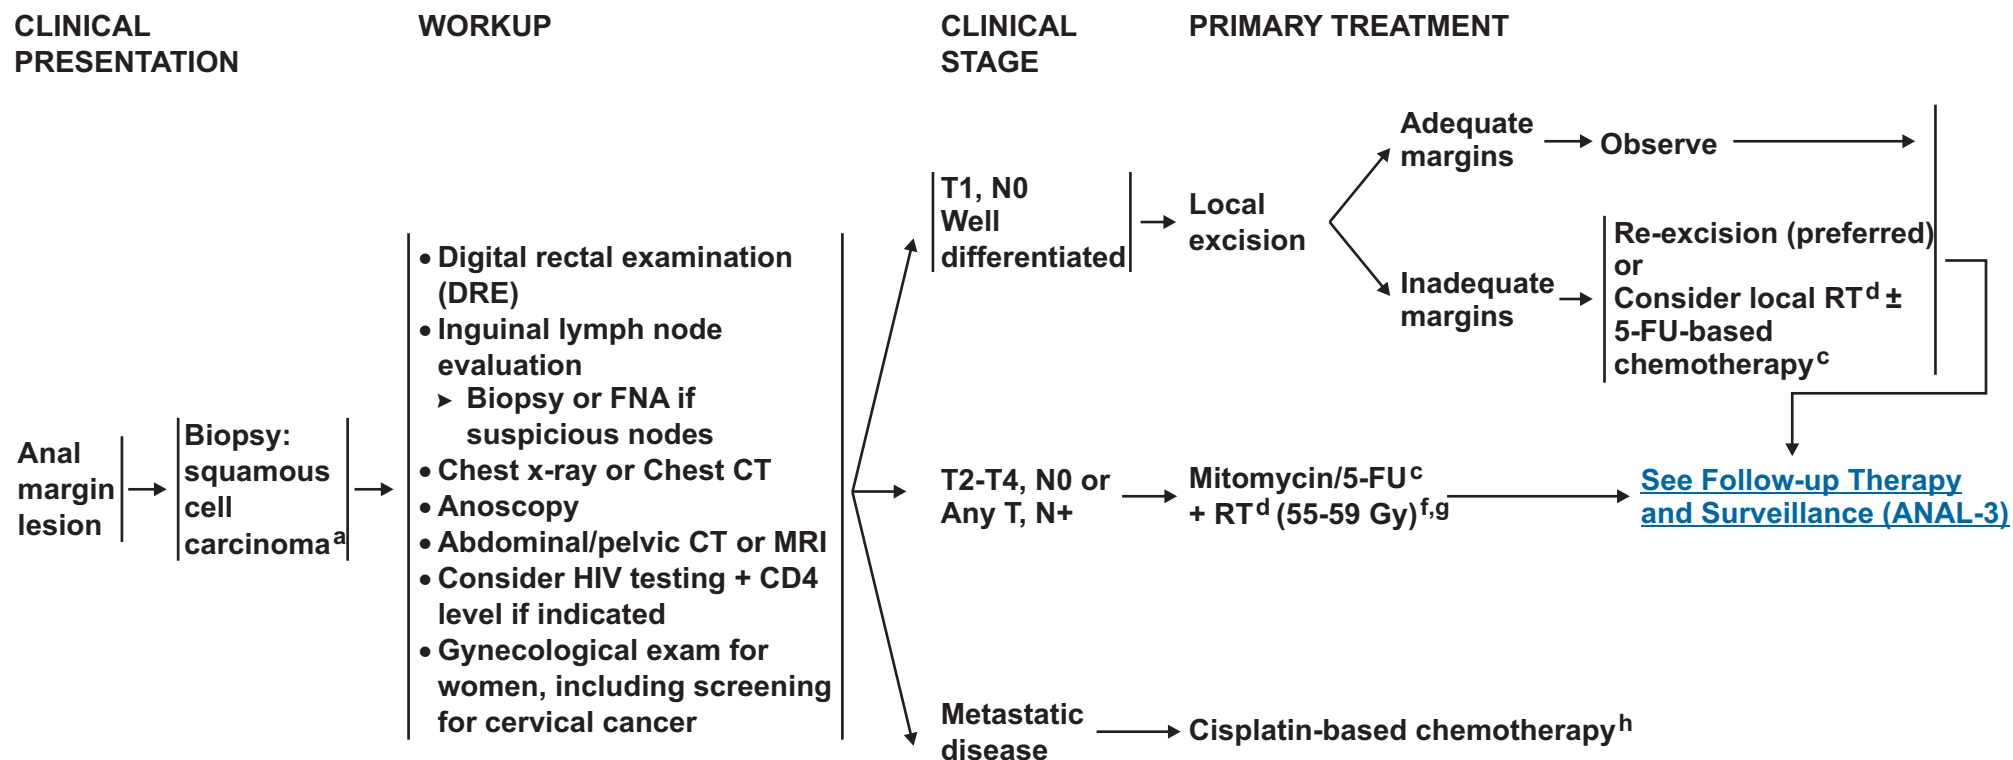 CLINICAL
PRESENTATION
WORKUP
CLINICAL
STAGE
PRIMARY TREATMENT
Anal
margin
lesion
Biopsy:
squamous
cell
carcinomaᵃ
• Digital rectal examination
(DRE)
• Inguinal lymph node
evaluation
➤ Biopsy or FNA if
suspicious nodes
• Chest x-ray or Chest CT
• Anoscopy
• Abdominal/pelvic CT or MRI
• Consider HIV testing + CD4
level if indicated
• Gynecological exam for
women, including screening
for cervical cancer
T1, N0
Well
differentiated
Local
excision
Adequate
margins
Observe
Inadequate
margins
Re-excision (preferred)
or
Consider local RTᵈ ±
5-FU-based
chemotherapyᶜ
T2-T4, N0 or
Any T, N+
Mitomycin/5-FUᶜ
+ RTᵈ (55-59 Gy)ᶠ,ᵍ
See Follow-up Therapy
and Surveillance (ANAL-3)
Metastatic
disease
Cisplatin-based chemotherapyʰ